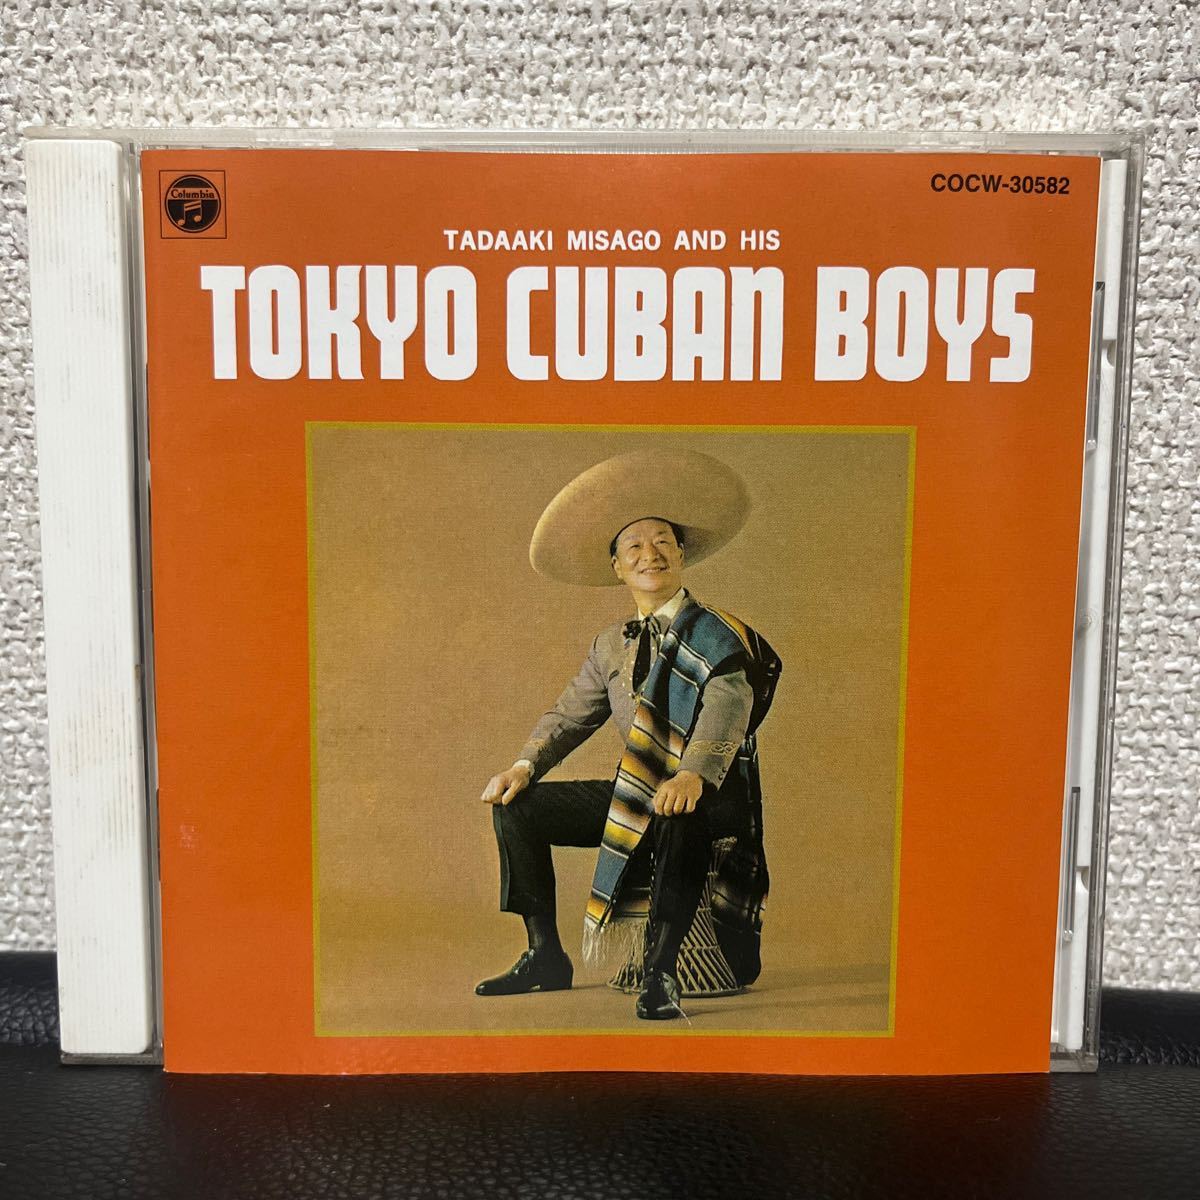 Columbia
COCW-30582
TADAAKI MISAGO AND HIS
TOKYO CUBAN BOYS